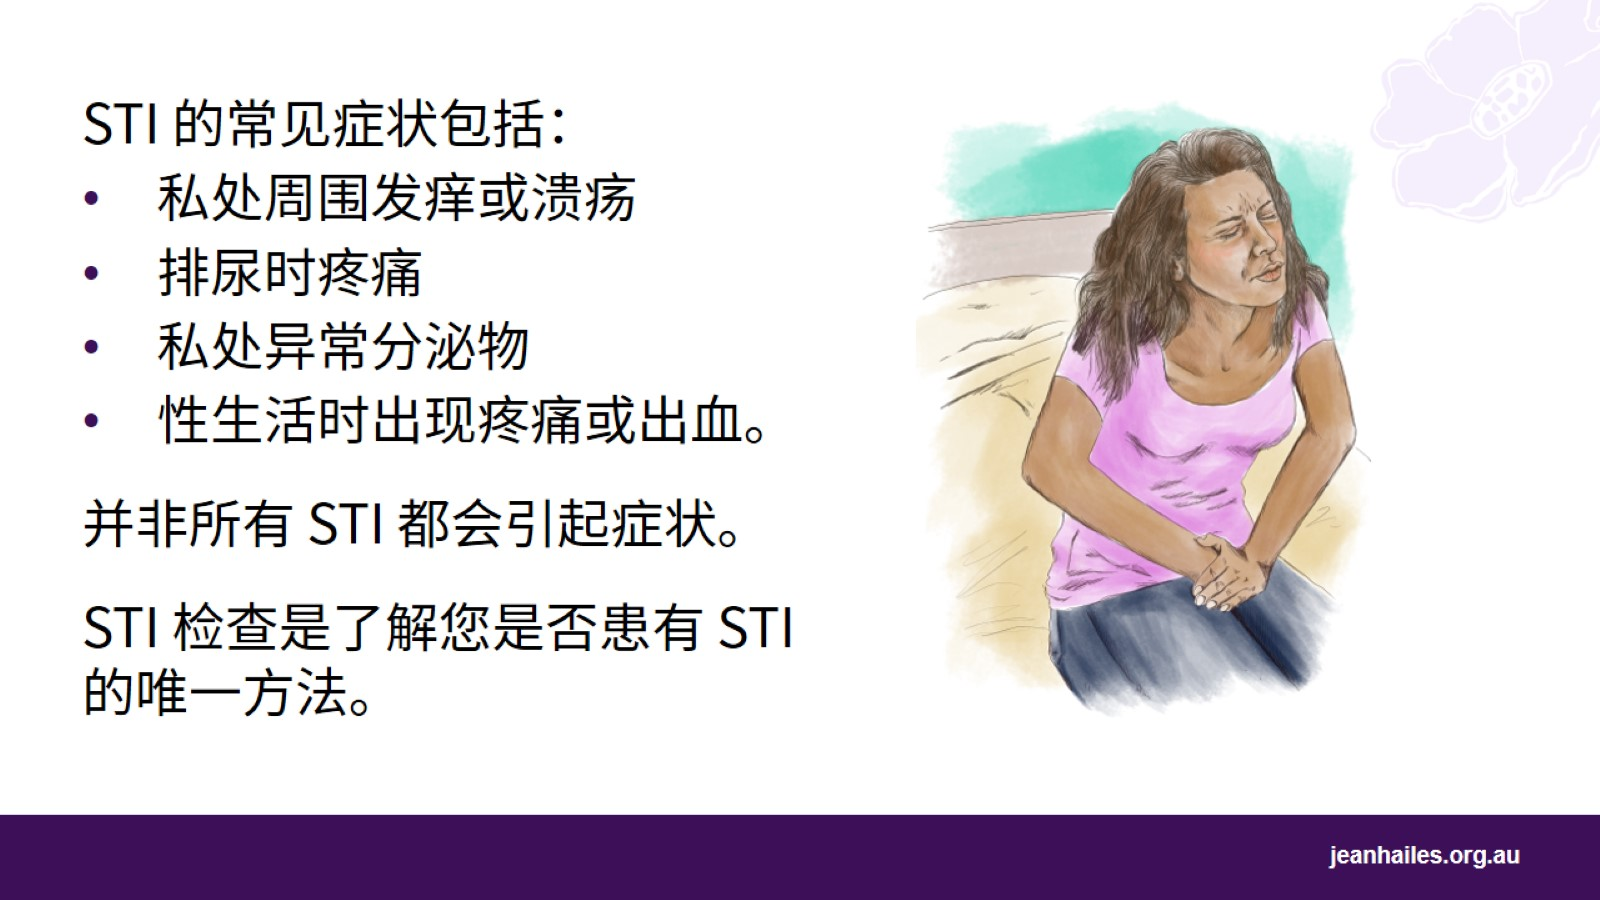 STI 的常见症状包括：
• 私处周围发痒或溃疡
• 排尿时疼痛
• 私处异常分泌物
• 性生活时出现疼痛或出血。
并非所有 STI 都会引起症状。
STI 检查是了解您是否患有 STI
的唯一方法。
jeanhailes.org.au